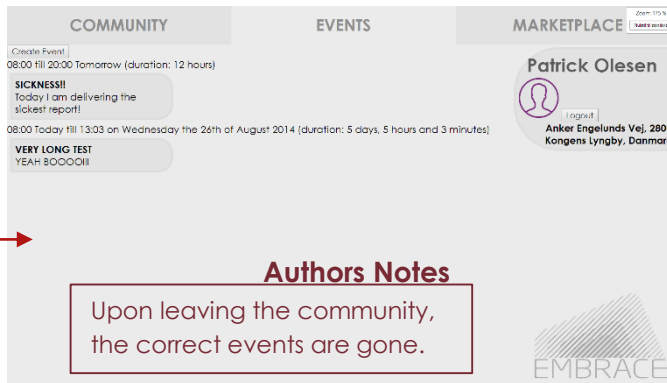 COMMUNITY
EVENTS
MARKETPLACE
Zoom: 175 %
Create Event
08:00 till 20:00 Tomorrow (duration: 12 hours)
SICKNESS!!
Today I am delivering the
sickest report!
08:00 Today till 13:03 on Wednesday the 26th of August 2014 (duration: 5 days, 5 hours and 3 minutes)
VERY LONG TEST
YEAH BOOOOIII
Patrick Olesen
Logout
Anker Engelunds Vej, 280
Kongens Lyngby, Danmar
Authors Notes
Upon leaving the community,
the correct events are gone.
EMBRACE